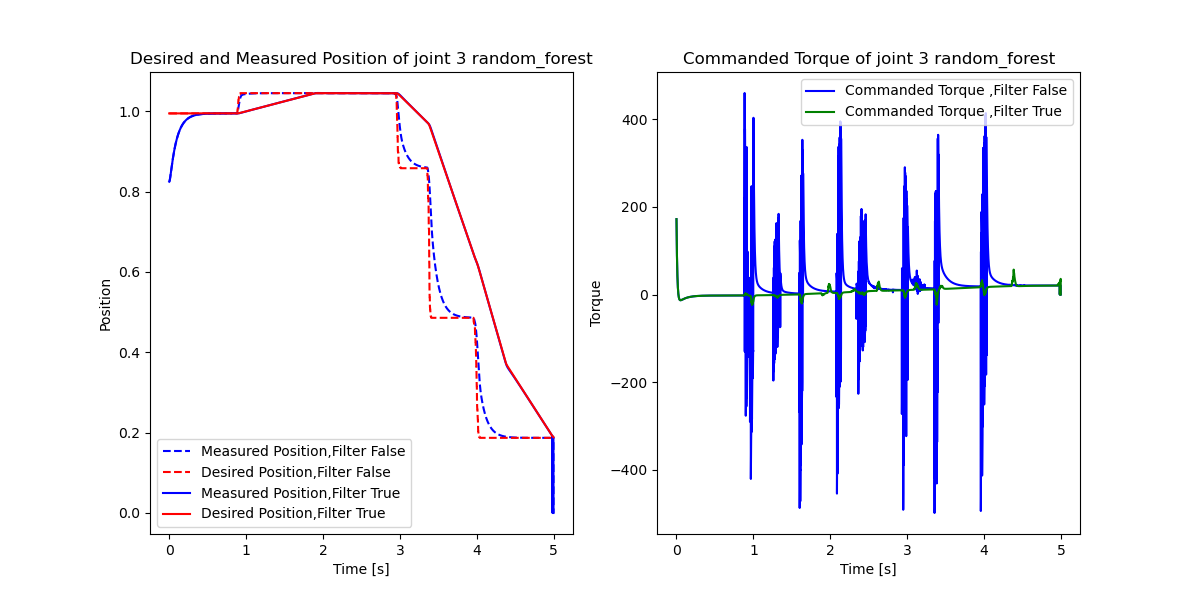 Desired and Measured Position of joint 3 random_forest
Position
1.0
0.8
0.6
0.4
0.2
0.0
Measured Position,Filter False
Desired Position,Filter False
Measured Position,Filter True
Desired Position,Filter True
0 1 2 3 4 5
Time [s]
Commanded Torque of joint 3 random_forest
Torque
400
200
0
−200
−400
Commanded Torque ,Filter False
Commanded Torque ,Filter True
0 1 2 3 4 5
Time [s]